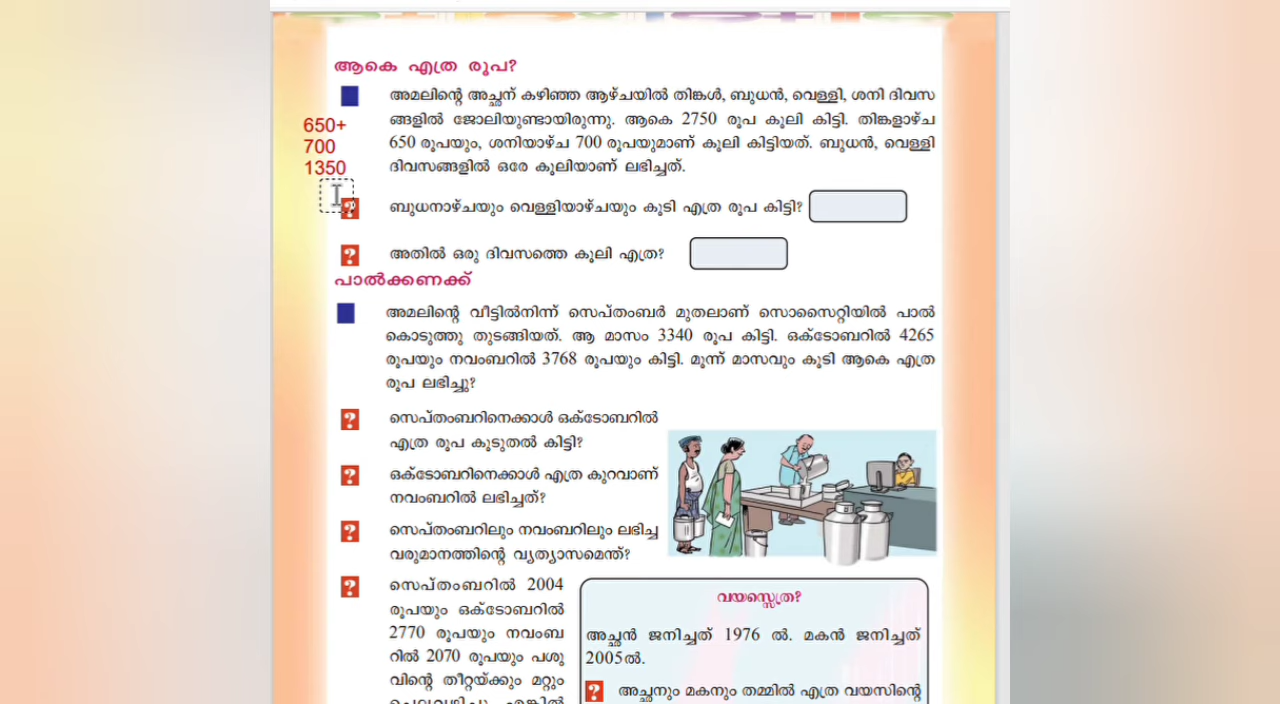 ആകെ എത്ര രൂപ?
അമലിന്റെ അച്ഛന് കഴിഞ്ഞ ആഴ്ചയിൽ തിങ്കൾ, ബുധൻ, വെള്ളി, ശനി ദിവസ
ങ്ങളിൽ ജോലിയുണ്ടായിരുന്നു. ആകെ 2750 രൂപ കൂലി കിട്ടി. തിങ്കളാഴ്ച
650 രൂപയും, ശനിയാഴ്ച 700 രൂപയുമാണ് കൂലി കിട്ടിയത്. ബുധൻ, വെള്ളി
ദിവസങ്ങളിൽ ഒരേ കൂലിയാണ് ലഭിച്ചത്.
650+
700
1350
? ബുധനാഴ്ചയും വെള്ളിയാഴ്ചയും കൂടി എത്ര രൂപ കിട്ടി?
? അതിൽ ഒരു ദിവസത്തെ കൂലി എത്ര?
പാൽക്കണക്ക്
അമലിന്റെ വീട്ടിൽനിന്ന് സെപ്തംബർ മുതലാണ് സൊസൈറ്റിയിൽ പാൽ
കൊടുത്തു തുടങ്ങിയത്. ആ മാസം 3340 രൂപ കിട്ടി. ഒക്ടോബറിൽ 4265
രൂപയും നവംബറിൽ 3768 രൂപയും കിട്ടി. മൂന്ന് മാസവും കൂടി ആകെ എത്ര
രൂപ ലഭിച്ചു?
? സെപ്തംബറിനെക്കാൾ ഒക്ടോബറിൽ
എത്ര രൂപ കൂടുതൽ കിട്ടി?
? ഒക്ടോബറിനെക്കാൾ എത്ര കുറവാണ്
നവംബറിൽ ലഭിച്ചത്?
? സെപ്തംബറിലും നവംബറിലും ലഭിച്ച
വരുമാനത്തിന്റെ വ്യത്യാസമെന്ത്?
? സെപ്തംബറിൽ 2004
രൂപയും ഒക്ടോബറിൽ
2770 രൂപയും നവംബ
റിൽ 2070 രൂപയും പശു
വിന്റെ തീറ്റയ്ക്കും മറ്റും
വയസ്സെത്ര?
അച്ഛൻ ജനിച്ചത് 1976 ൽ. മകൻ ജനിച്ചത്
2005ൽ.
? അച്ഛനും മകനും തമ്മിൽ എത്ര വയസിന്റെ